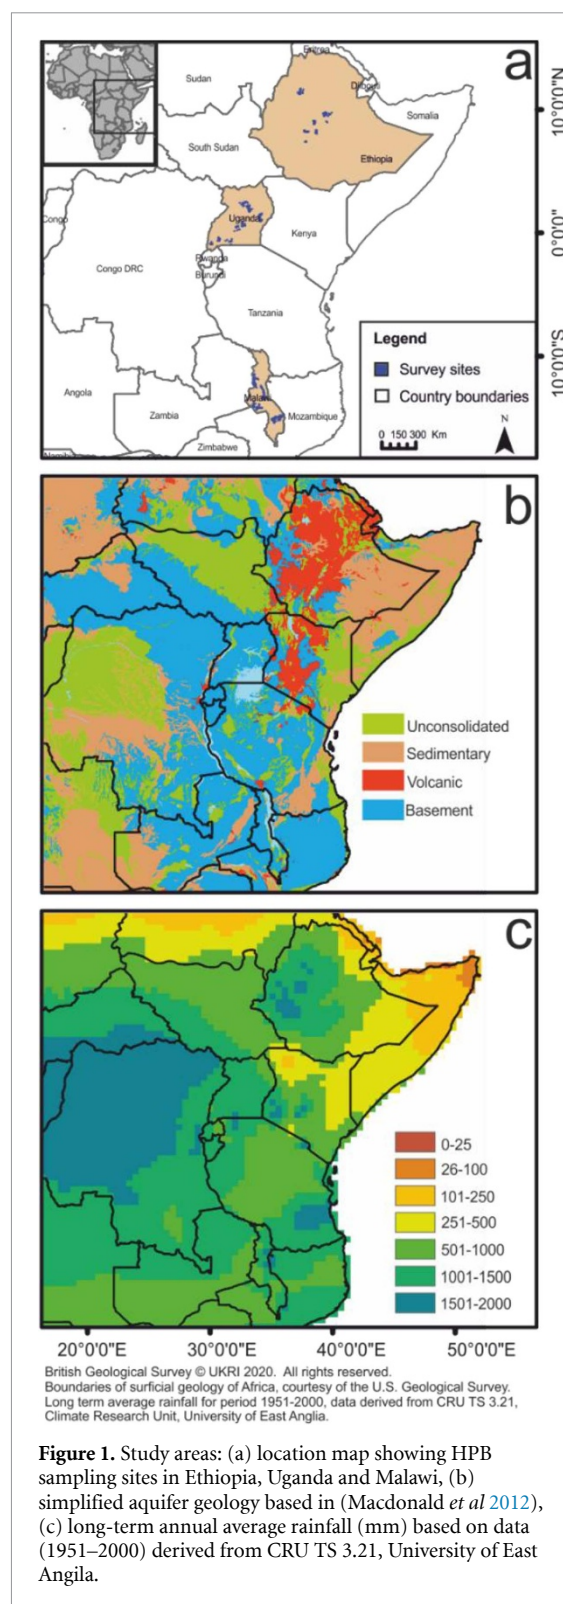 a
Eritrea
Sudan
Djibouti
Somalia
10°0'0"N
South Sudan
Ethiopia
Congo
Uganda
Kenya
0°0'0"
Rwanda
Burundi
Congo DRC
Tanzania
Legend
Survey sites
Country boundaries
10°0'0"S
Angola
Malawi
Zambia
Mozambique
Zimbabwe
0 150 300 Km
N
b
Unconsolidated
Sedimentary
Volcanic
Basement
c
0-25
26-100
101-250
251-500
501-1000
1001-1500
1501-2000
20°0'0"E 30°0'0"E 40°0'0"E 50°0'0"E
British Geological Survey © UKRI 2020. All rights reserved.
Boundaries of surficial geology of Africa, courtesy of the U.S. Geological Survey.
Long term average rainfall for period 1951-2000, data derived from CRU TS 3.21,
Climate Research Unit, University of East Anglia.
Figure 1. Study areas: (a) location map showing HPB
sampling sites in Ethiopia, Uganda and Malawi, (b)
simplified aquifer geology based in (Macdonald et al 2012),
(c) long-term annual average rainfall (mm) based on data
(1951–2000) derived from CRU TS 3.21, University of East
Angila.